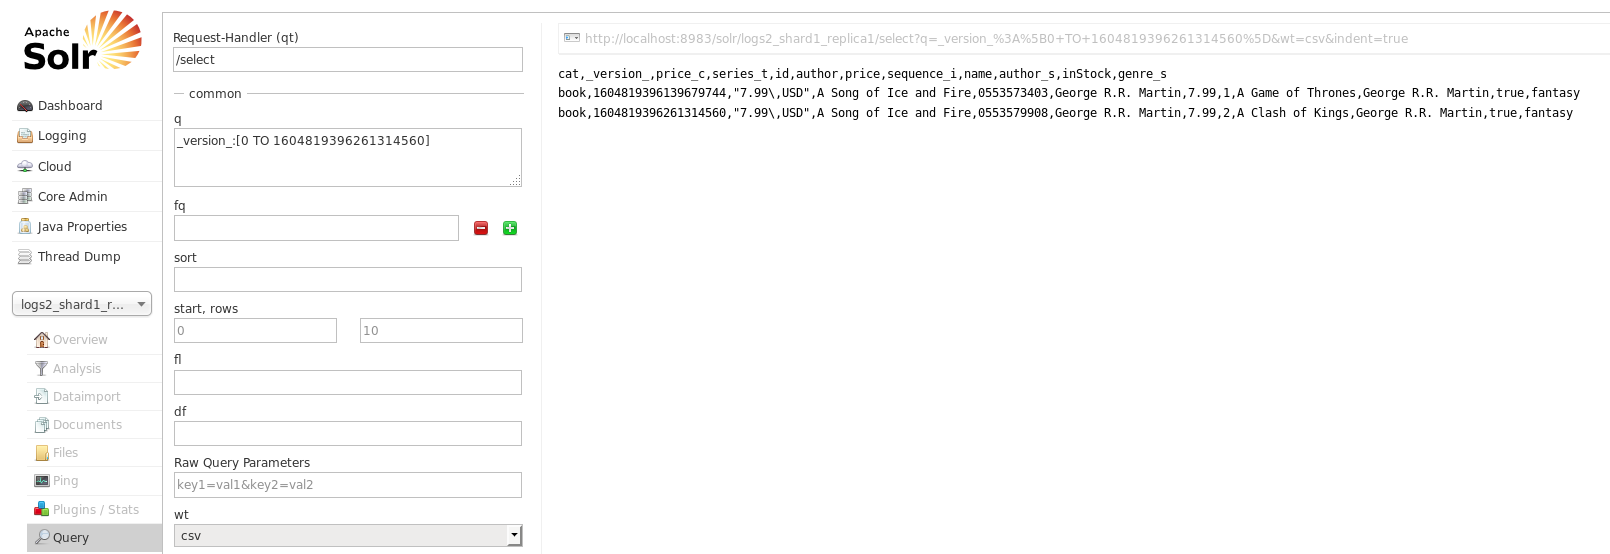 Apache
Solr
Dashboard
Logging
Cloud
Core Admin
Java Properties
Thread Dump
logs2_shard1_r...
Overview
Analysis
Dataimport
Documents
Files
Ping
Plugins / Stats
Query
Request-Handler (qt)
/select
common
q
_version_:[0 TO 1604819396261314560]
fq
sort
start, rows
0 10
fl
df
Raw Query Parameters
key1=val1&key2=val2
wt
csv
http://localhost:8983/solr/logs2_shard1_replica1/select?q=_version_%3A%5B0+TO+1604819396261314560%5D&wt=csv&indent=true
cat,_version_,price_c,series_t,id,author,price,sequence_i,name,author_s,inStock,genre_s
book,1604819396139679744,"7.99\,USD",A Song of Ice and Fire,0553573403,George R.R. Martin,7.99,1,A Game of Thrones,George R.R. Martin,true,fantasy
book,1604819396261314560,"7.99\,USD",A Song of Ice and Fire,0553579908,George R.R. Martin,7.99,2,A Clash of Kings,George R.R. Martin,true,fantasy